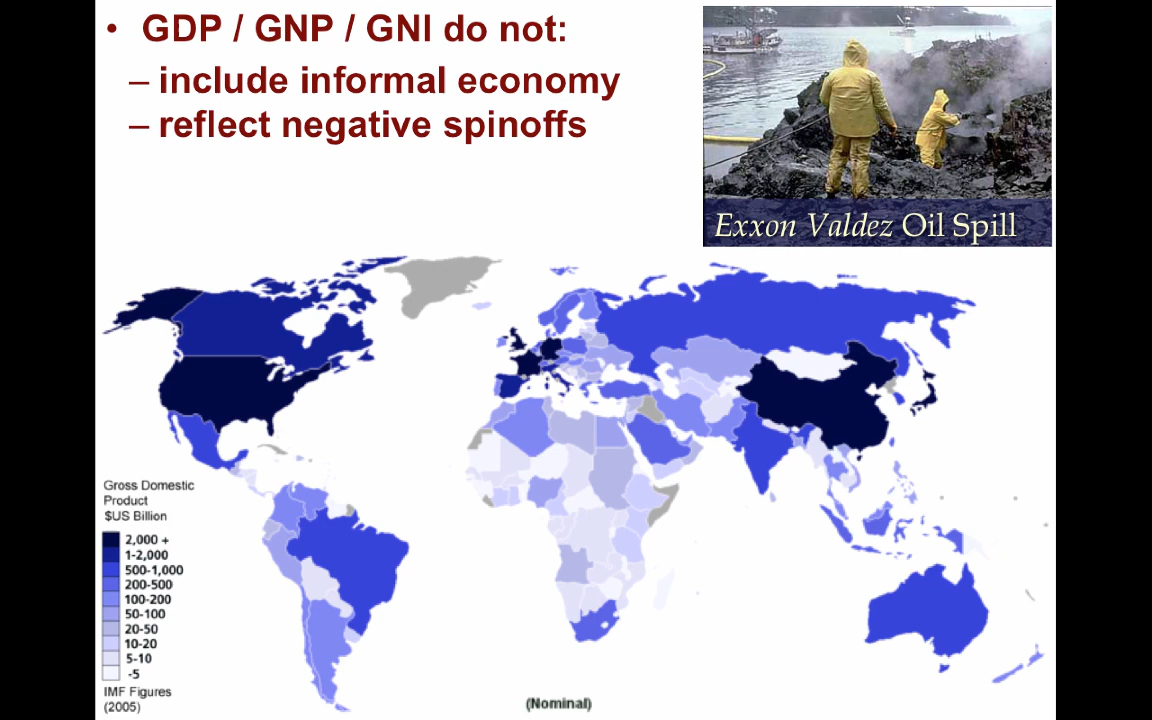 • GDP / GNP / GNI do not:
– include informal economy
– reflect negative spinoffs
Exxon Valdez Oil Spill
Gross Domestic
Product
$US Billion
2,000 +
1-2,000
500-1,000
200-500
100-200
50-100
20-50
10-20
5-10
-5
IMF Figures
(2005)
(Nominal)